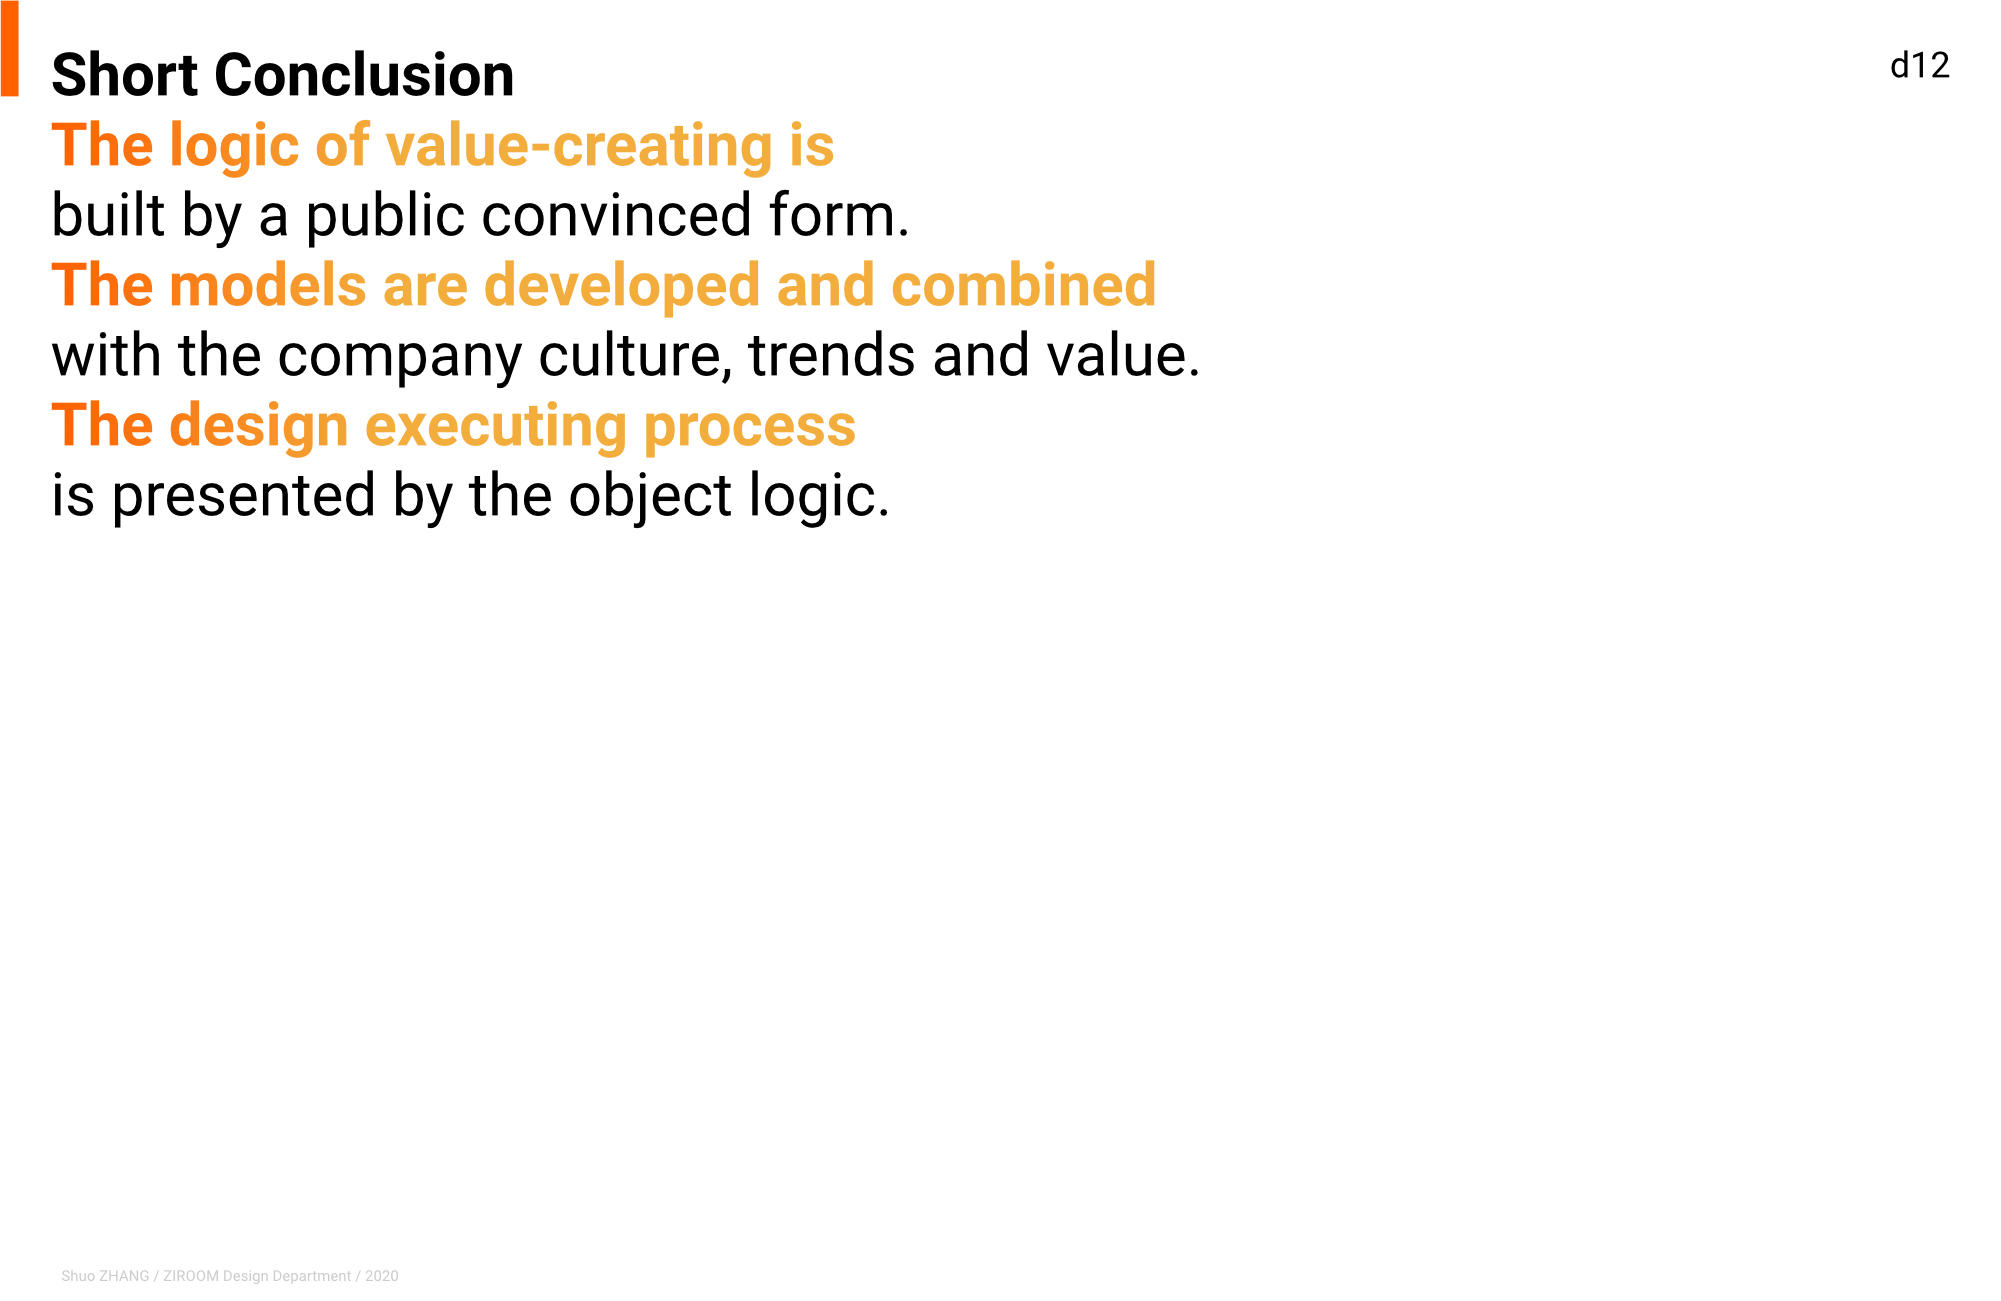 Short Conclusion
d12
The logic of value-creating is
built by a public convinced form.
The models are developed and combined
with the company culture, trends and value.
The design executing process
is presented by the object logic.
Shuo ZHANG / ZIROOM Design Department / 2020